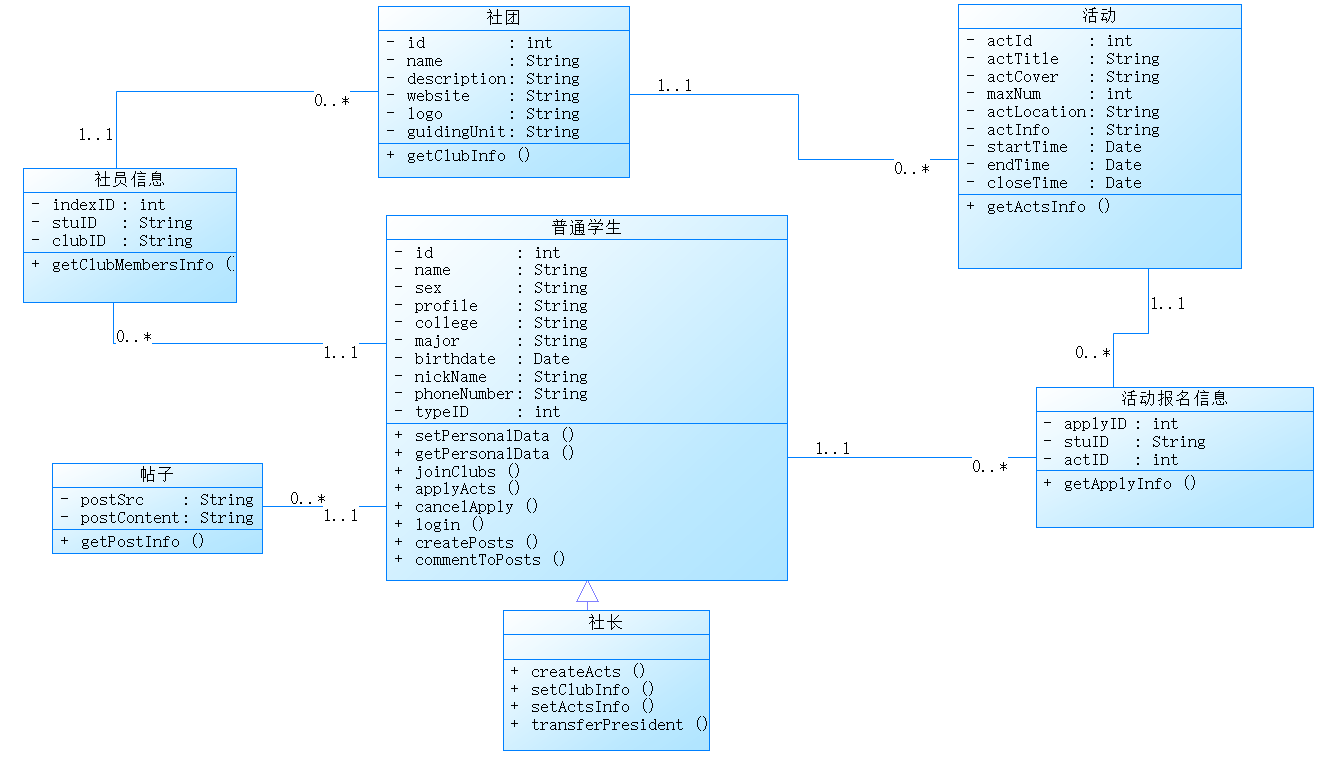 社团
- id : int
- name : String
- description : String
- website : String
- logo : String
- guidingUnit : String
+ getClubInfo ()
活动
- actId : int
- actTitle : String
- actCover : String
- maxNum : int
- actLocation : String
- actInfo : String
- startTime : Date
- endTime : Date
- closeTime : Date
+ getActsInfo ()
1..1
0..*
0..*
1..1
社员信息
- indexID : int
- stuID : String
- clubID : String
+ getClubMembersInfo ()
普通学生
- id : int
- name : String
- sex : String
- profile : String
- college : String
- major : String
- birthdate : Date
- nickName : String
- phoneNumber : String
- typeID : int
+ setPersonalData ()
+ getPersonalData ()
+ joinClubs ()
+ applyActs ()
+ cancelApply ()
+ login ()
+ createPosts ()
+ commentToPosts ()
0..*
1..1
1..1
0..*
活动报名信息
- applyID : int
- stuID : String
- actID : int
+ getApplyInfo ()
1..1
0..*
帖子
- postSrc : String
- postContent : String
+ getPostInfo ()
0..*
1..1
社长
+ createActs ()
+ setClubInfo ()
+ setActsInfo ()
+ transferPresident ()